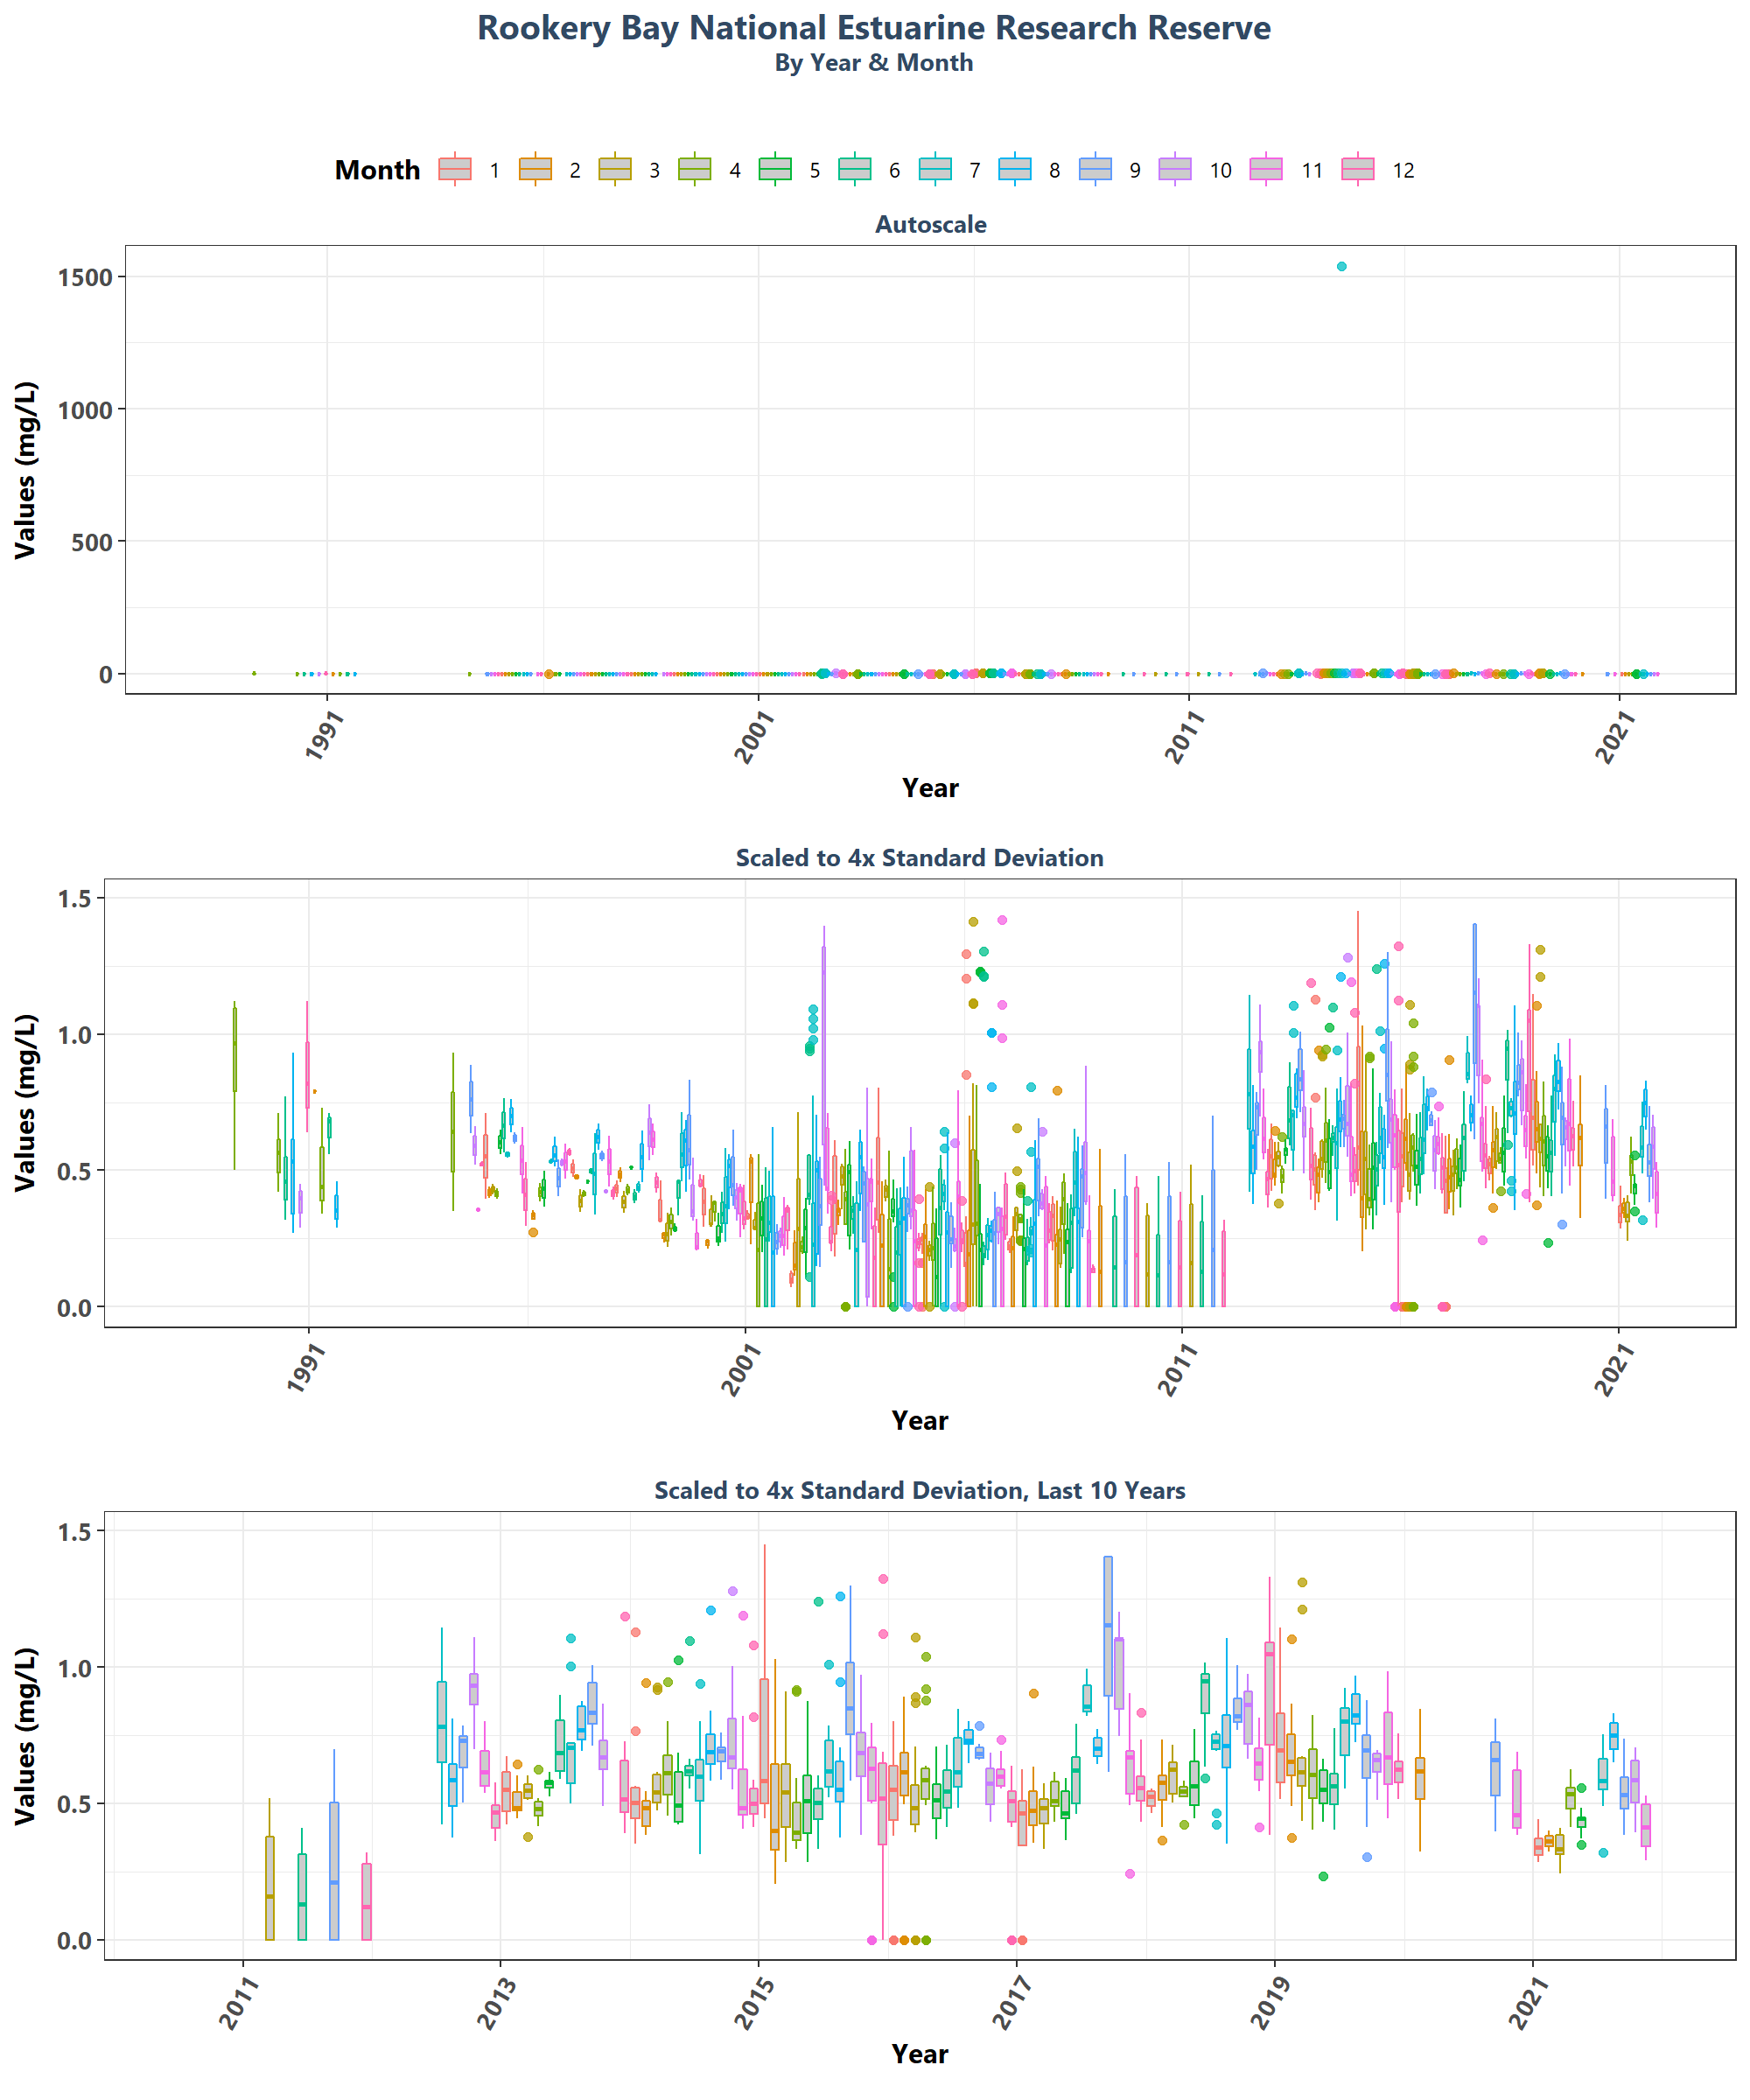 Rookery Bay National Estuarine Research Reserve
By Year & Month
Month 1 2 3 4 5 6 7 8 9 10 11 12
Autoscale
Values (mg/L)
1500
1000
500
0
1991 2001 2011 2021
Year
Scaled to 4x Standard Deviation
Values (mg/L)
1.5
1.0
0.5
0.0
1991 2001 2011 2021
Year
Scaled to 4x Standard Deviation, Last 10 Years
Values (mg/L)
1.5
1.0
0.5
0.0
2011 2013 2015 2017 2019 2021
Year